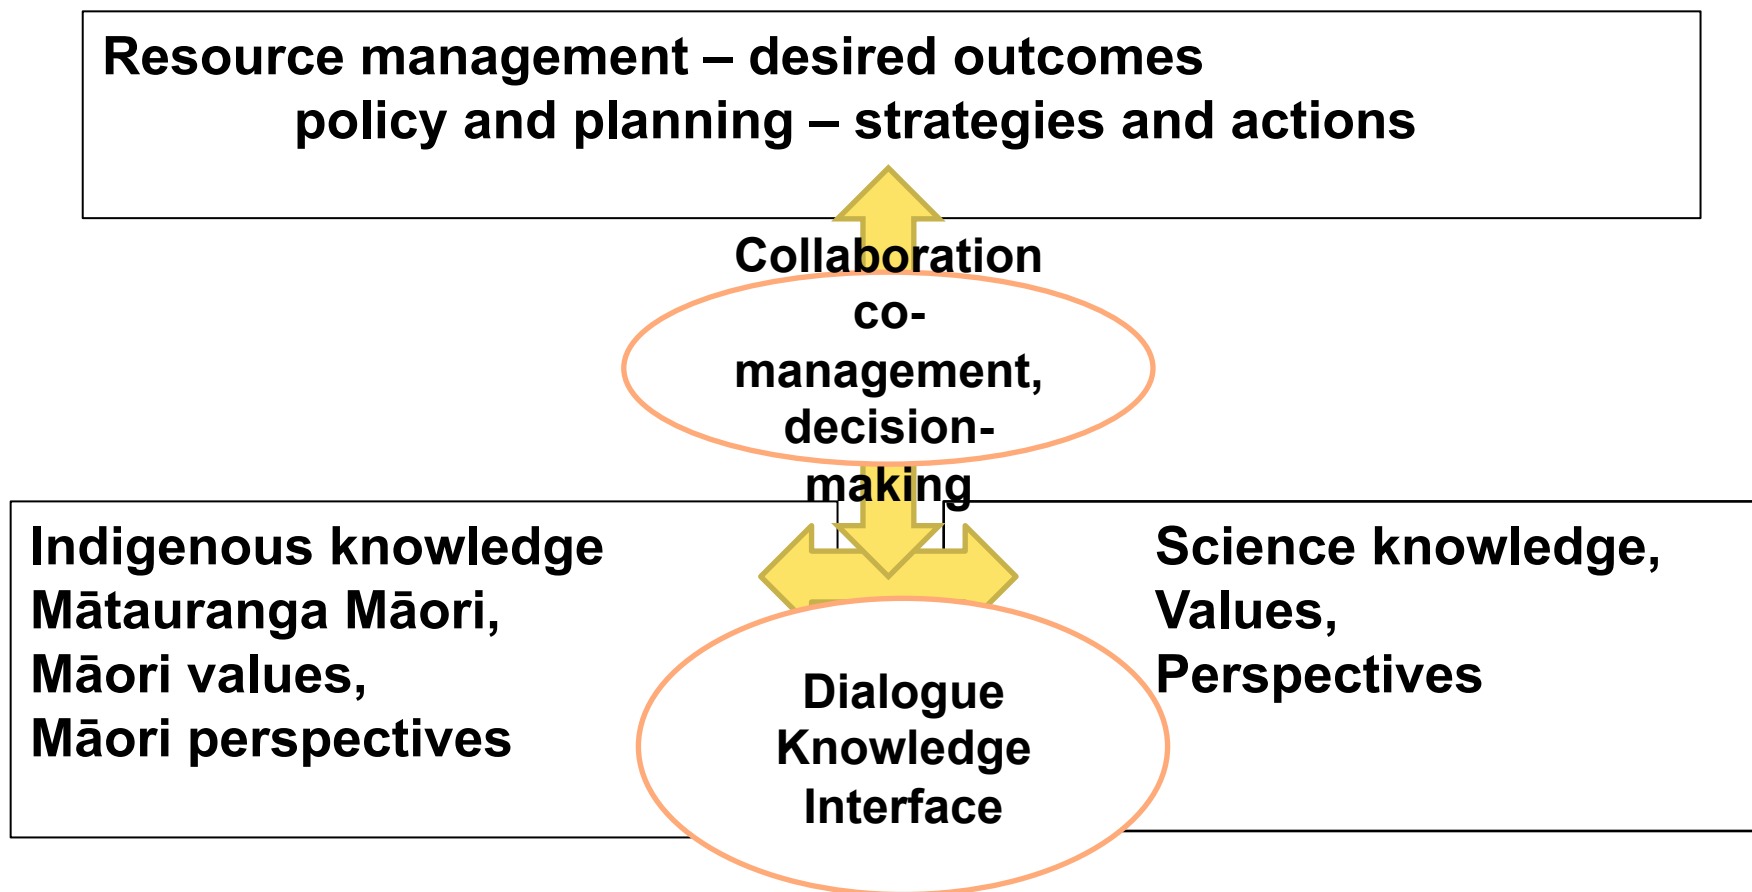 Resource management – desired outcomes
policy and planning – strategies and actions
Collaboration
co-
management,
decision-
making
Indigenous knowledge
Mātauranga Māori,
Māori values,
Māori perspectives
Science knowledge,
Values,
Perspectives
Dialogue
Knowledge
Interface